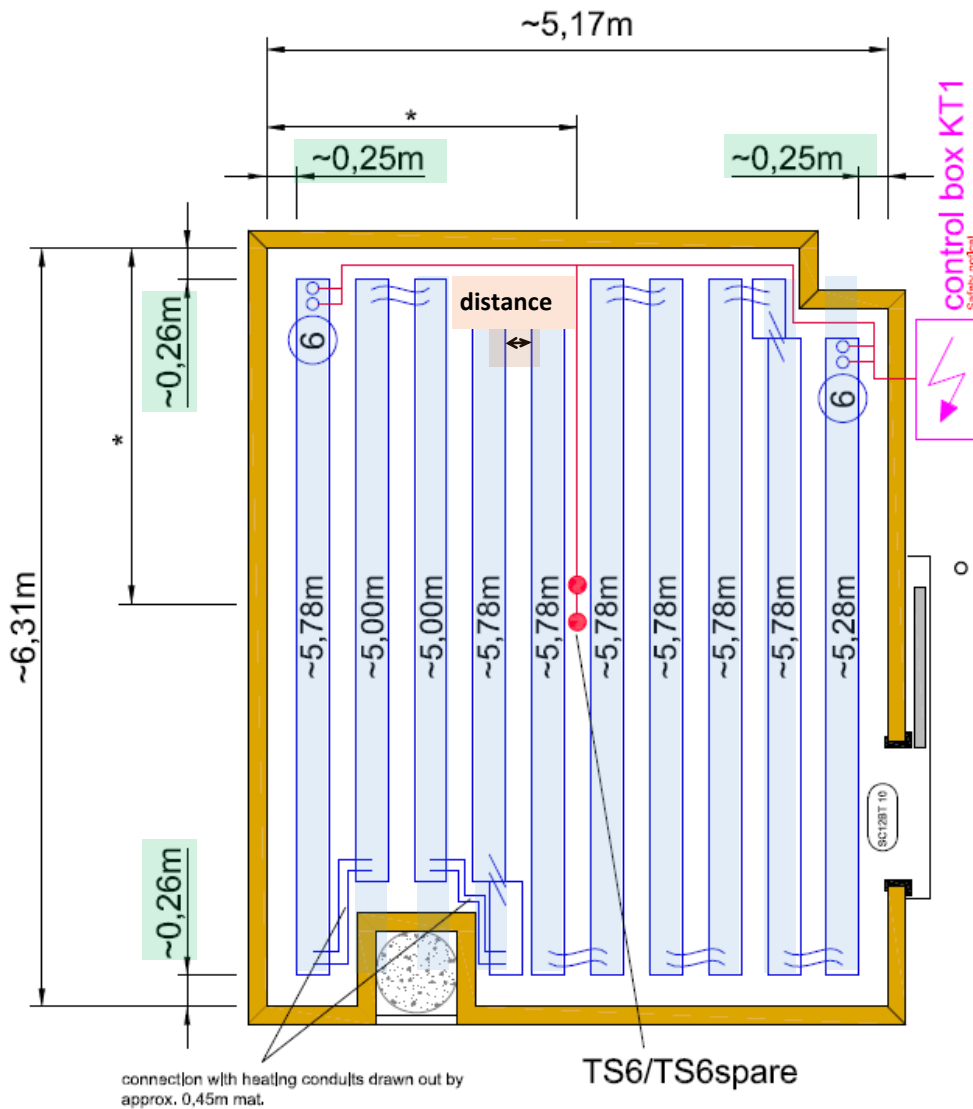 ~5,17m
*
~0,25m
~0,25m
control box KT1
Safety period
distance
6
~0,26m
*
6
~6,31m
~5,78m
~5,00m
~5,00m
~5,78m
~5,78m
~5,78m
~5,78m
~5,78m
~5,78m
~5,28m
SC12BT 10
~0,26m
connection with heating conduits drawn out by
approx. 0,45m mat.
TS6/TS6spare